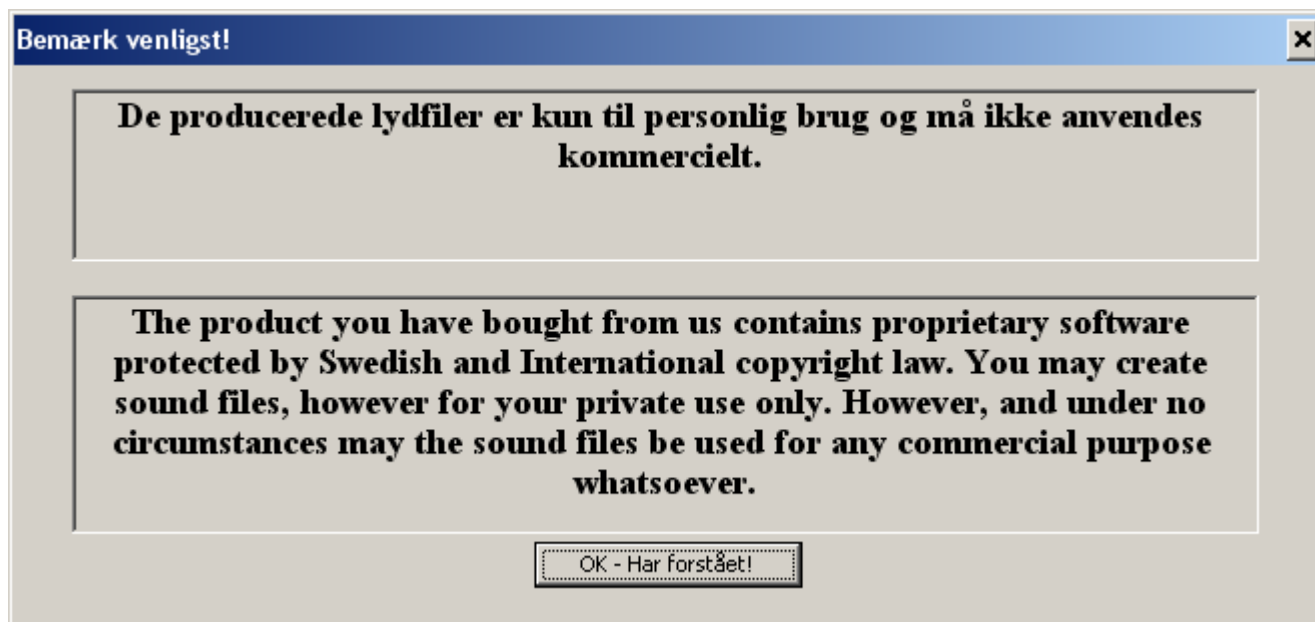 Bemærk venligst!
De producerede lydfiler er kun til personlig brug og må ikke anvendes
kommercielt.
The product you have bought from us contains proprietary software
protected by Swedish and International copyright law. You may create
sound files, however for your private use only. However, and under no
circumstances may the sound files be used for any commercial purpose
whatsoever.
OK - Har forstået!